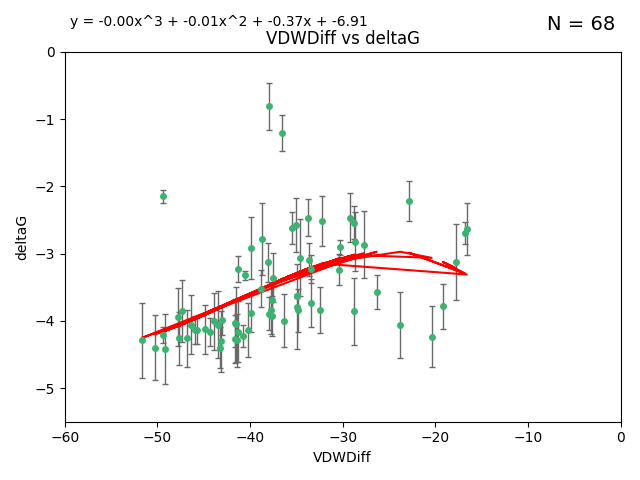 y = -0.00x^3 + -0.01x^2 + -0.37x + -6.91
N = 68
VDWDiff vs deltaG
0
−1
−2
−3
−4
−5
deltaG
−60
−50
−40
−30
−20
−10
0
VDWDiff